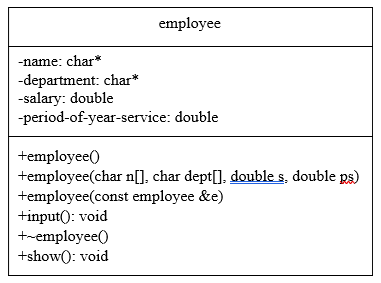 employee
-name: char*
-department: char*
-salary: double
-period-of-year-service: double
+employee()
+employee(char n[], char dept[], double s, double ps)
+employee(const employee &e)
+input(): void
+~employee()
+show(): void